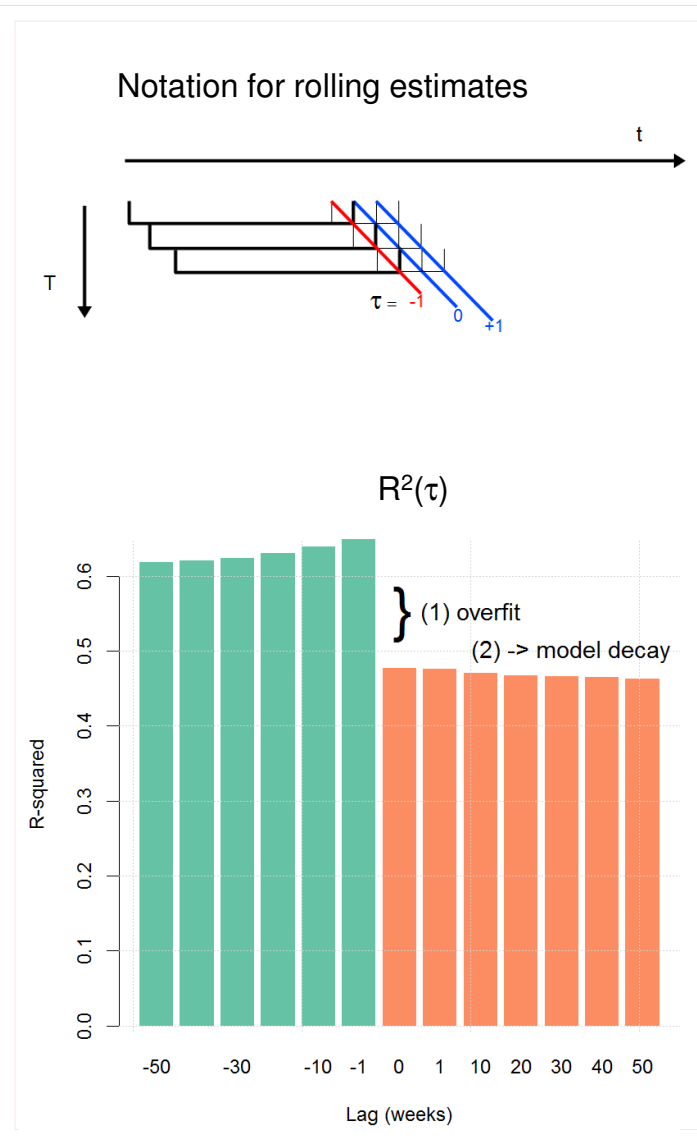 Notation for rolling estimates
t
T
τ = -1
0
+1
R²(τ)
} (1) overfit
(2) -> model decay
R-squared
0.6
0.5
0.4
0.3
0.2
0.1
0.0
-50 -30 -10 -1 0 1 10 20 30 40 50
Lag (weeks)